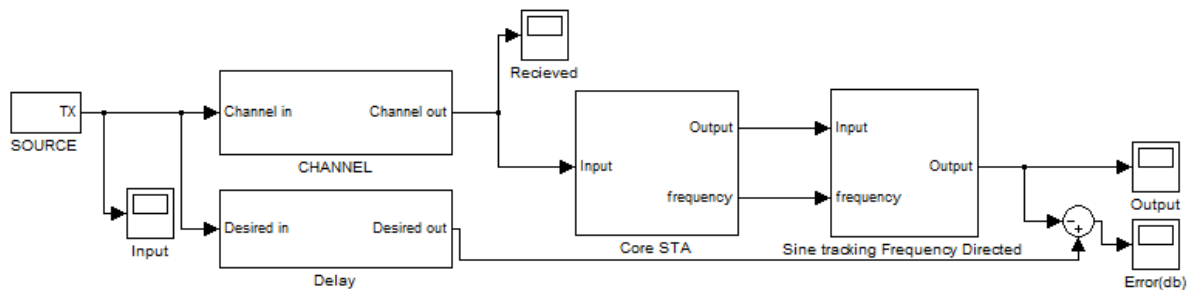 Recieved
TX
SOURCE
Channel in
Channel out
CHANNEL
Input
Desired in
Desired out
Delay
Input
Output
frequency
Core STA
Input
frequency
Output
Sine tracking Frequency Directed
Output
-
+
Error(db)